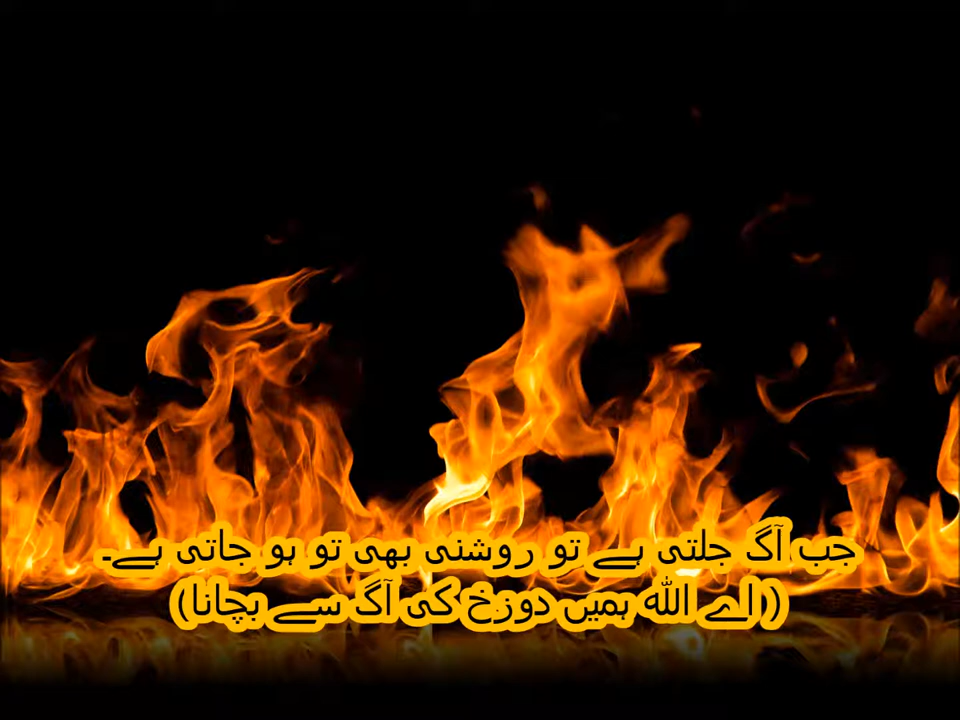 جب آگ جلتی ہے تو روشنی بھی تو ہو جاتی ہے۔
(اے اللہ ہمیں دوزخ کی آگ سے بچانا)